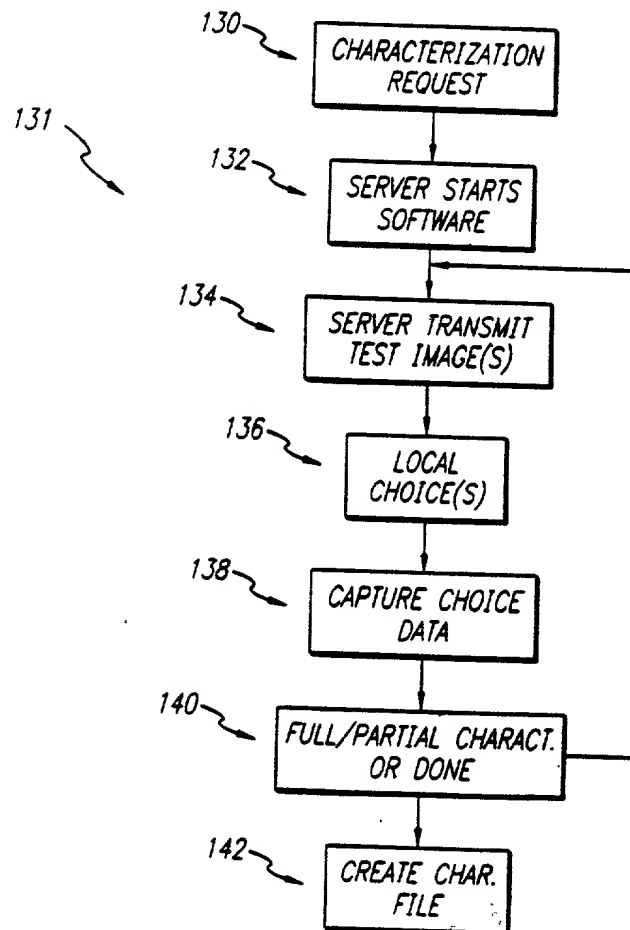 130
CHARACTERIZATION
REQUEST
131
132
SERVER STARTS
SOFTWARE
134
SERVER TRANSMIT
TEST IMAGE(S)
136
LOCAL
CHOICE(S)
138
CAPTURE CHOICE
DATA
140
FULL/PARTIAL CHARACT.
OR DONE
142
CREATE CHAR.
FILE